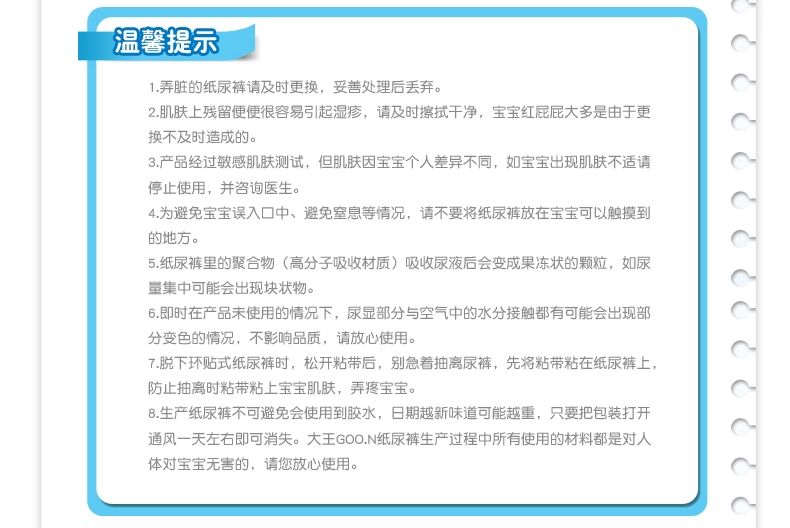 温馨提示
1.弄脏的纸尿裤请及时更换，妥善处理后丢弃。
2.肌肤上残留便便很容易引起湿疹，请及时擦拭干净，宝宝红屁屁大多是由于更
换不及时造成的。
3.产品经过敏感肌肤测试，但肌肤因宝宝个人差异不同，如宝宝出现肌肤不适请
停止使用，并咨询医生。
4.为避免宝宝误入口中、避免窒息等情况，请不要将纸尿裤放在宝宝可以触摸到
的地方。
5.纸尿裤里的聚合物（高分子吸收材质）吸收尿液后会变成果冻状的颗粒，如尿
量集中可能会出现块状物。
6.即时在产品未使用的情况下，尿显部分与空气中的水分接触都有可能会出现部
分变色的情况，不影响品质，请放心使用。
7.脱下环贴式纸尿裤时，松开粘带后，别急着抽离尿裤，先将粘带粘在纸尿裤上，
防止抽离时粘带粘上宝宝肌肤，弄疼宝宝。
8.生产纸尿裤不可避免会使用到胶水，日期越新味道可能越重，只要把包装打开
通风一天左右即可消失。大王GOO.N纸尿裤生产过程中所有使用的材料都是对人
体对宝宝无害的，请您放心使用。